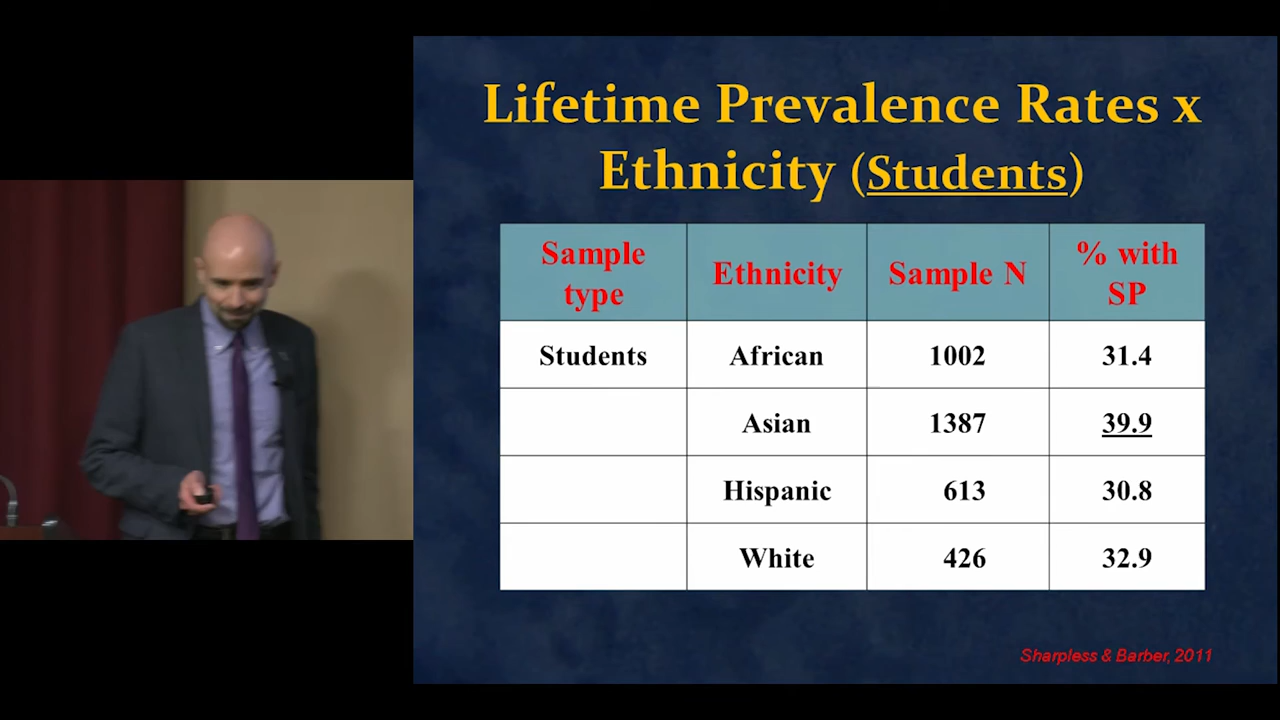 Lifetime Prevalence Rates x
Ethnicity (Students)
Sample type Ethnicity Sample N % with SP
Students African 1002 31.4
Asian 1387 39.9
Hispanic 613 30.8
White 426 32.9
Sharpless & Barber, 2011